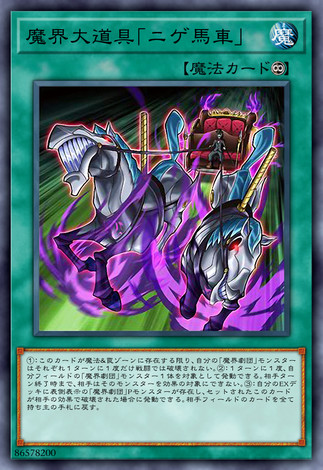 魔界大道具「ニゲ馬車」
魔
【魔法カード】
①:このカードが魔法&罠ゾーンに存在する限り、自分の「魔界劇団」モンスター
はそれぞれ1ターンに1度だけ戦闘では破壊されない。②:1ターンに1度、自
分フィールドの「魔界劇団」モンスター1体を対象として発動できる。相手ター
ン終了時まで、相手はそのモンスターを効果の対象にできない。③:自分のEXデ
ッキに表側表示の「魔界劇団」Pモンスターが存在し、セットされたこのカード
が相手の効果で破壊された場合に発動できる。相手フィールドのカードを全て
持ち主の手札に戻す。
86578200